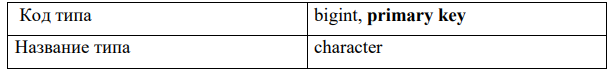 Код типа bigint, primary key
Название типа character